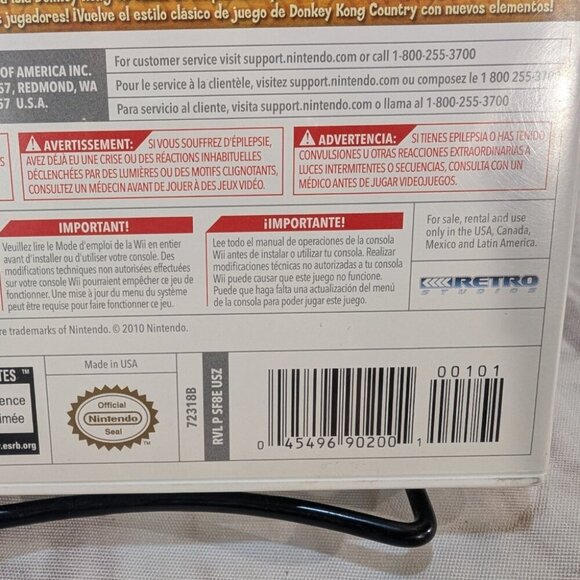 jugadores! ¡Vuelve el estilo clásico de juego de Donkey Kong Country con nuevos elementos!
OF AMERICA INC.
57, REDMOND, WA
57 U.S.A.
For customer service visit support.nintendo.com or call 1-800-255-3700
Pour le service à la clientèle, visitez support.nintendo.com ou composez le 1 800 255-3700
Para servicio al cliente, visita support.nintendo.com o llama al 1-800-255-3700
AVERTISSEMENT: SI VOUS SOUFFREZ D'ÉPILEPSIE,
AVEZ DÉJÀ EU UNE CRISE OU DES RÉACTIONS INHABITUELLES
DÉCLENCHÉES PAR DES LUMIÈRES OU DES MOTIFS CLIGNOTANTS,
CONSULTEZ UN MÉDECIN AVANT DE JOUER À DES JEUX VIDÉO.
ADVERTENCIA: SI TIENES EPILEPSIA O HAS TENIDO
CONVULSIONES U OTRAS REACCIONES EXTRAORDINARIAS A
LUCES INTERMITENTES O SECUENCIAS, CONSULTA CON UN
MÉDICO ANTES DE JUGAR VIDEOJUEGOS.
IMPORTANT!
Veuillez lire le Mode d'emploi de la Wii en entier
avant d'installer ou d'utiliser votre console. Des
modifications techniques non autorisées effectuées
sur votre console Wii pourraient empêcher ce jeu de
fonctionner. Une mise à jour du menu du système
peut être requise pour faire fonctionner ce jeu.
¡IMPORTANTE!
Lee todo el manual de operaciones de la consola
Wii antes de instalar o utilizar tu consola. Realizar
modificaciones técnicas no autorizadas a tu consola
Wii puede causar que este juego no funcione.
Puede que haga falta una actualización del menú
de la consola para poder jugar este juego.
For sale, rental and use
only in the USA, Canada,
Mexico and Latin America.
RETRO
STUDIOS
re trademarks of Nintendo. © 2010 Nintendo.
TES™
ence
imée
w.esrb.org
Made in USA
Official
Nintendo
Seal
TM
72318B
RVL P SF8E USZ
00101
0 45496 90200 1